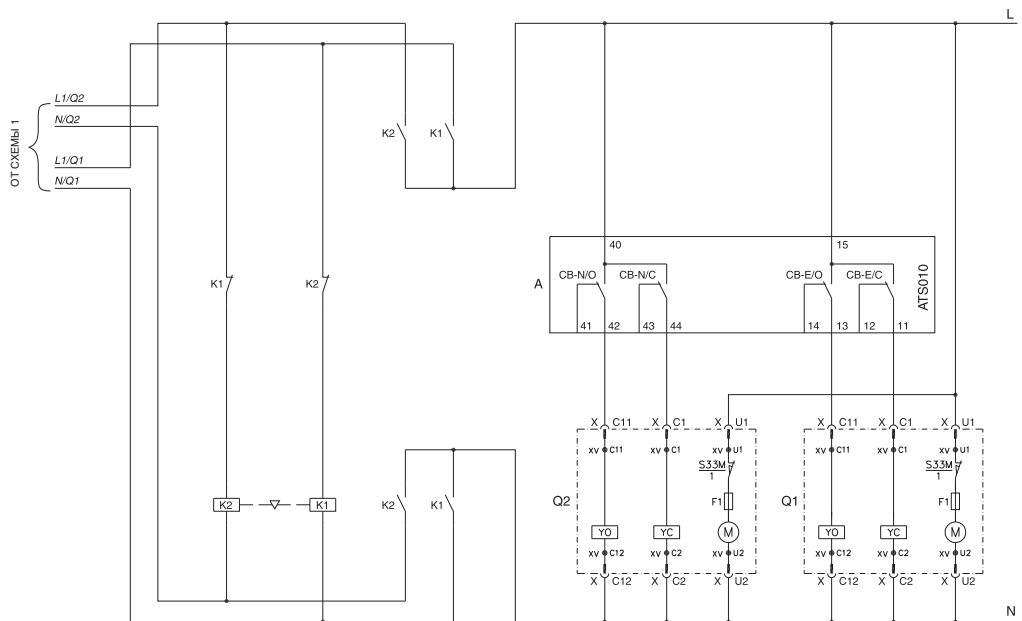 L
L1/Q2
N/Q2
L1/Q1
N/Q1
ОТ СХЕМЫ 1
K2 K1
K1 K2
A
40 15
CB-N/O CB-N/C CB-E/O CB-E/C
ATS010
41 42 43 44 14 13 12 11
X C11 X C1 X U1 X C11 X C1 X U1
XV C11 XV C1 XV U1 XV C11 XV C1 XV U1
S33M
1
S33M
1
K2 K1 K2 K1 Q2 F1 Q1 F1
YO YC M YO YC M
XV C12 XV C2 XV U2 XV C12 XV C2 XV U2
X C12 X C2 X U2 X C12 X C2 X U2
N